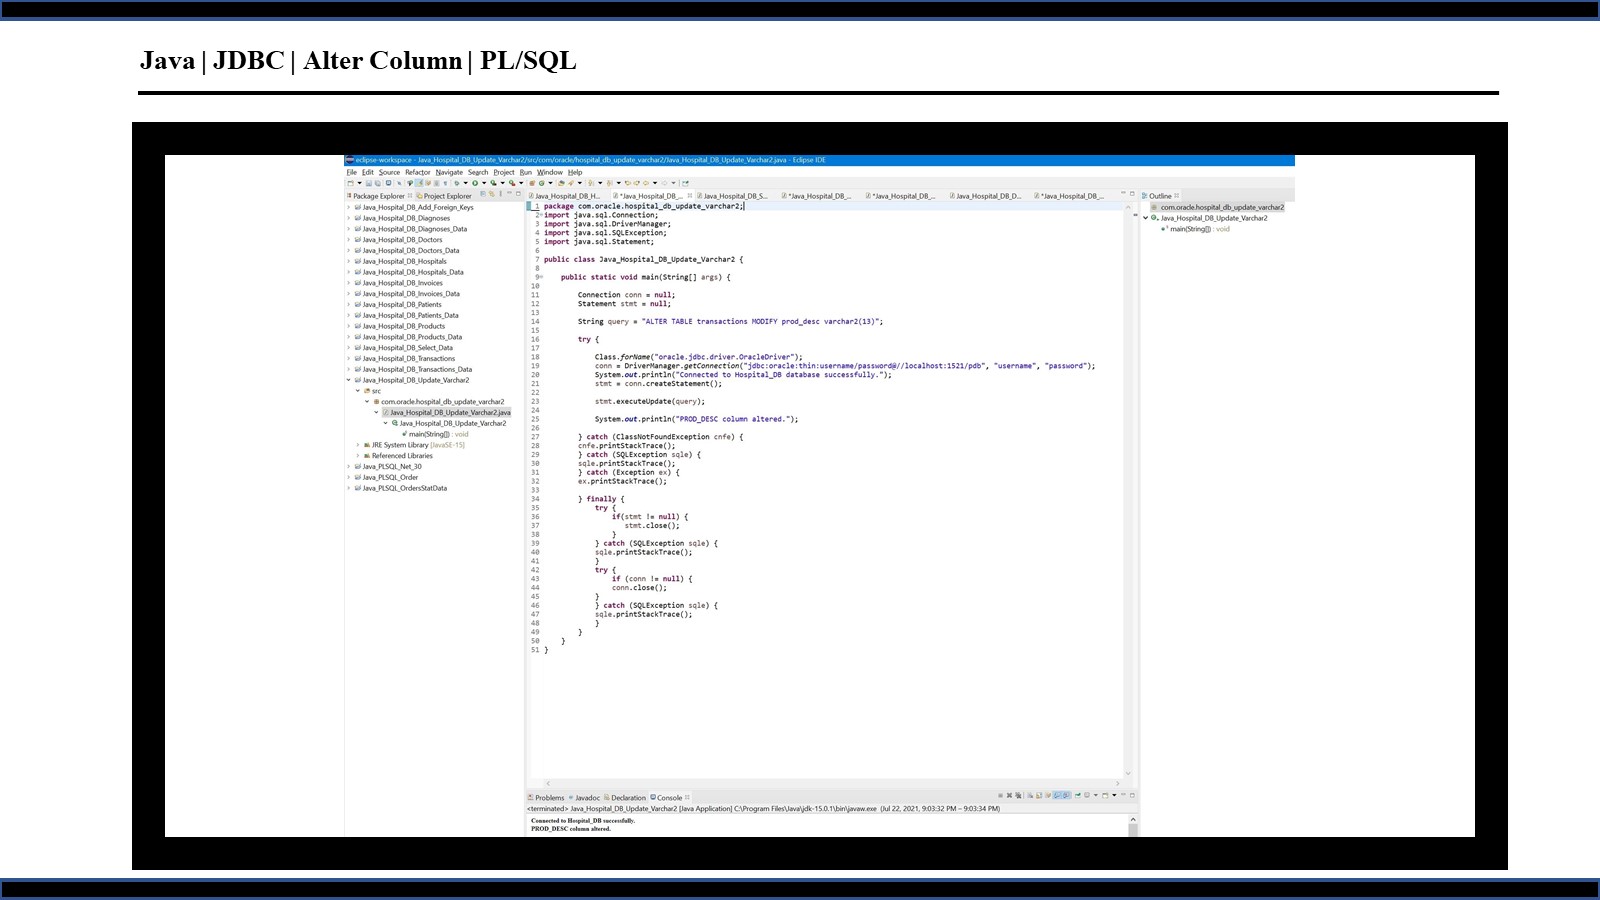 Java | JDBC | Alter Column | PL/SQL
eclipse-workspace - Java_Hospital_DB_Update_Varchar2/src/com/oracle/hospital_db_update_varchar2/Java_Hospital_DB_Update_Varchar2.java - Eclipse IDE
File Edit Source Refactor Navigate Search Project Run Window Help
Package Explorer Project Explorer
Java_Hospital_DB_Add_Foreign_Keys
Java_Hospital_DB_Diagnoses
Java_Hospital_DB_Diagnoses_Data
Java_Hospital_DB_Doctors
Java_Hospital_DB_Doctors_Data
Java_Hospital_DB_Hospitals
Java_Hospital_DB_Hospitals_Data
Java_Hospital_DB_Invoices
Java_Hospital_DB_Invoices_Data
Java_Hospital_DB_Patients
Java_Hospital_DB_Patients_Data
Java_Hospital_DB_Products
Java_Hospital_DB_Products_Data
Java_Hospital_DB_Select_Data
Java_Hospital_DB_Transactions
Java_Hospital_DB_Transactions_Data
Java_Hospital_DB_Update_Varchar2
src
com.oracle.hospital_db_update_varchar2
Java_Hospital_DB_Update_Varchar2.java
Java_Hospital_DB_Update_Varchar2
main(String[]) : void
JRE System Library [JavaSE-15]
Referenced Libraries
Java_PLSQL_Net_30
Java_PLSQL_Order
Java_PLSQL_OrdersStatData
Java_Hospital_DB_H... *Java_Hospital_DB_... Java_Hospital_DB_S... *Java_Hospital_DB_... *Java_Hospital_DB_... Java_Hospital_DB_D... *Java_Hospital_DB_...
1 package com.oracle.hospital_db_update_varchar2;
2 import java.sql.Connection;
3 import java.sql.DriverManager;
4 import java.sql.SQLException;
5 import java.sql.Statement;
6
7 public class Java_Hospital_DB_Update_Varchar2 {
8
9 public static void main(String[] args) {
10
11 Connection conn = null;
12 Statement stmt = null;
13
14 String query = "ALTER TABLE transactions MODIFY prod_desc varchar2(13)";
15
16 try {
17
18 Class.forName("oracle.jdbc.driver.OracleDriver");
19 conn = DriverManager.getConnection("jdbc:oracle:thin:username/password@//localhost:1521/pdb", "username", "password");
20 System.out.println("Connected to Hospital_DB database successfully.");
21 stmt = conn.createStatement();
22
23 stmt.executeUpdate(query);
24
25 System.out.println("PROD_DESC column altered.");
26
27 } catch (ClassNotFoundException cnfe) {
28 cnfe.printStackTrace();
29 } catch (SQLException sqle) {
30 sqle.printStackTrace();
31 } catch (Exception ex) {
32 ex.printStackTrace();
33
34 } finally {
35 try {
36 if(stmt != null) {
37 stmt.close();
38 }
39 } catch (SQLException sqle) {
40 sqle.printStackTrace();
41 }
42 try {
43 if (conn != null) {
44 conn.close();
45 }
46 } catch (SQLException sqle) {
47 sqle.printStackTrace();
48 }
49 }
50 }
51 }
Outline
com.oracle.hospital_db_update_varchar2
Java_Hospital_DB_Update_Varchar2
main(String[]) : void
Problems Javadoc Declaration Console
<terminated> Java_Hospital_DB_Update_Varchar2 [Java Application] C:\Program Files\Java\jdk-15.0.1\bin\javaw.exe (Jul 22, 2021, 9:03:32 PM – 9:03:34 PM)
Connected to Hospital_DB successfully.
PROD_DESC column altered.